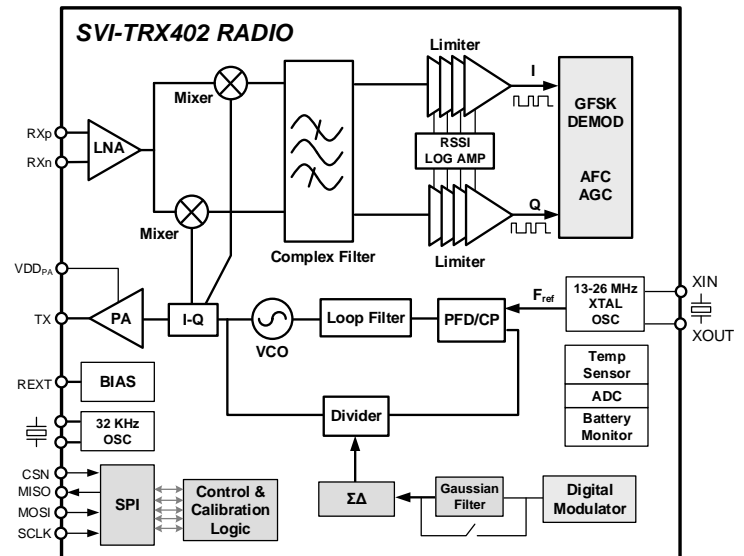 SVI-TRX402 RADIO
Limiter
I
Mixer
GFSK
DEMOD
AFC
AGC
RXp
RXn
LNA
RSSI
LOG AMP
Q
Mixer
Complex Filter
Limiter
VDDPA
TX
PA
I-Q
VCO
Loop Filter
PFD/CP
Fref
13-26 MHz
XTAL
OSC
XIN
XOUT
REXT
BIAS
Temp
Sensor
ADC
Battery
Monitor
32 KHz
OSC
Divider
CSN
MISO
MOSI
SCLK
SPI
Control &
Calibration
Logic
ΣΔ
Gaussian
Filter
Digital
Modulator